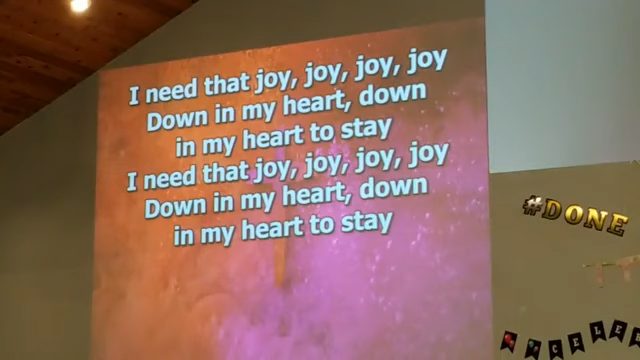 I need that joy, joy, joy, joy
Down in my heart, down
in my heart to stay
I need that joy, joy, joy, joy
Down in my heart, down
in my heart to stay
#DONE